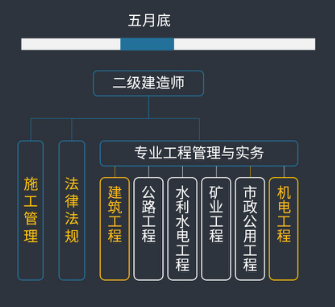 五月底
二级建造师
专业工程管理与实务
施工管理
法律法规
建筑工程
公路工程
水利水电工程
矿业工程
市政公用工程
机电工程